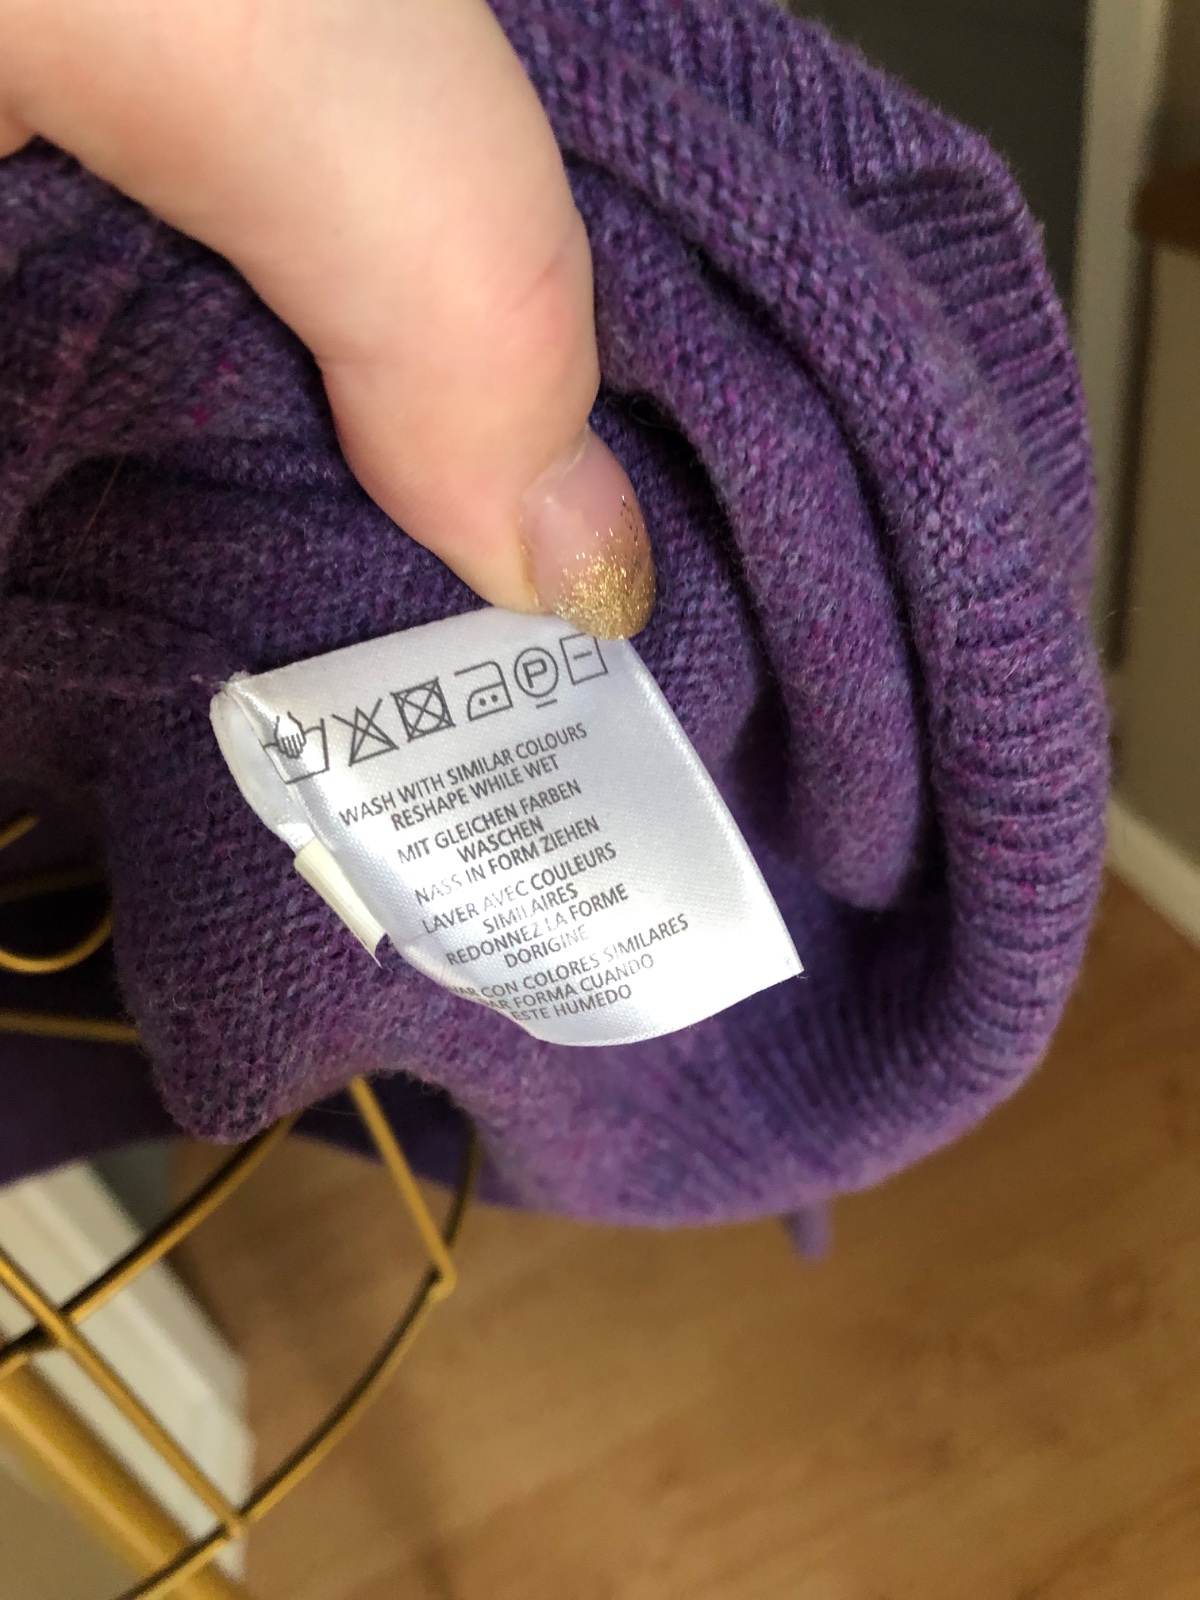 P
WASH WITH SIMILAR COLOURS
RESHAPE WHILE WET
MIT GLEICHEN FARBEN
WASCHEN
NASS IN FORM ZIEHEN
LAVER AVEC COULEURS
SIMILAIRES
REDONNEZ LA FORME
DORIGINE
CON COLORES SIMILARES
FORMA CUANDO
ESTE HUMEDO